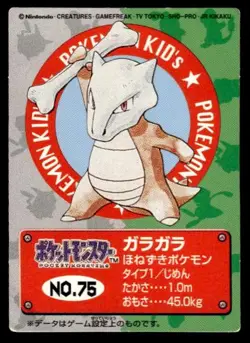 ©Nintendo·CREATURES·GAMEFREAK·TV TOKYO·SHO-PRO·JR KIKAKU
POKEMON KID's
POKEMON
ポケットモンスター™
POCKET MONSTERS
NO.75
ガラガラ
ほねずきポケモン
タイプ1/じめん
たかさ‥‥1.0m
おもさ‥‥45.0kg
※データはゲーム設定上のものです。